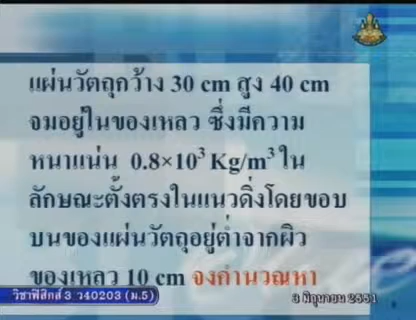 แผ่นวัตถุกว้าง 30 cm สูง 40 cm
จมอยู่ในของเหลว ซึ่งมีความ
หนาแน่น 0.8×10³ Kg/m³ ใน
ลักษณะตั้งตรงในแนวดิ่งโดยขอบ
บนของแผ่นวัตถุอยู่ต่ำจากผิว
ของเหลว 10 cm จงคำนวณหา
วิชาฟิสิกส์ 3 ว40203 (ม.5)
3 มิถุนายน 2551